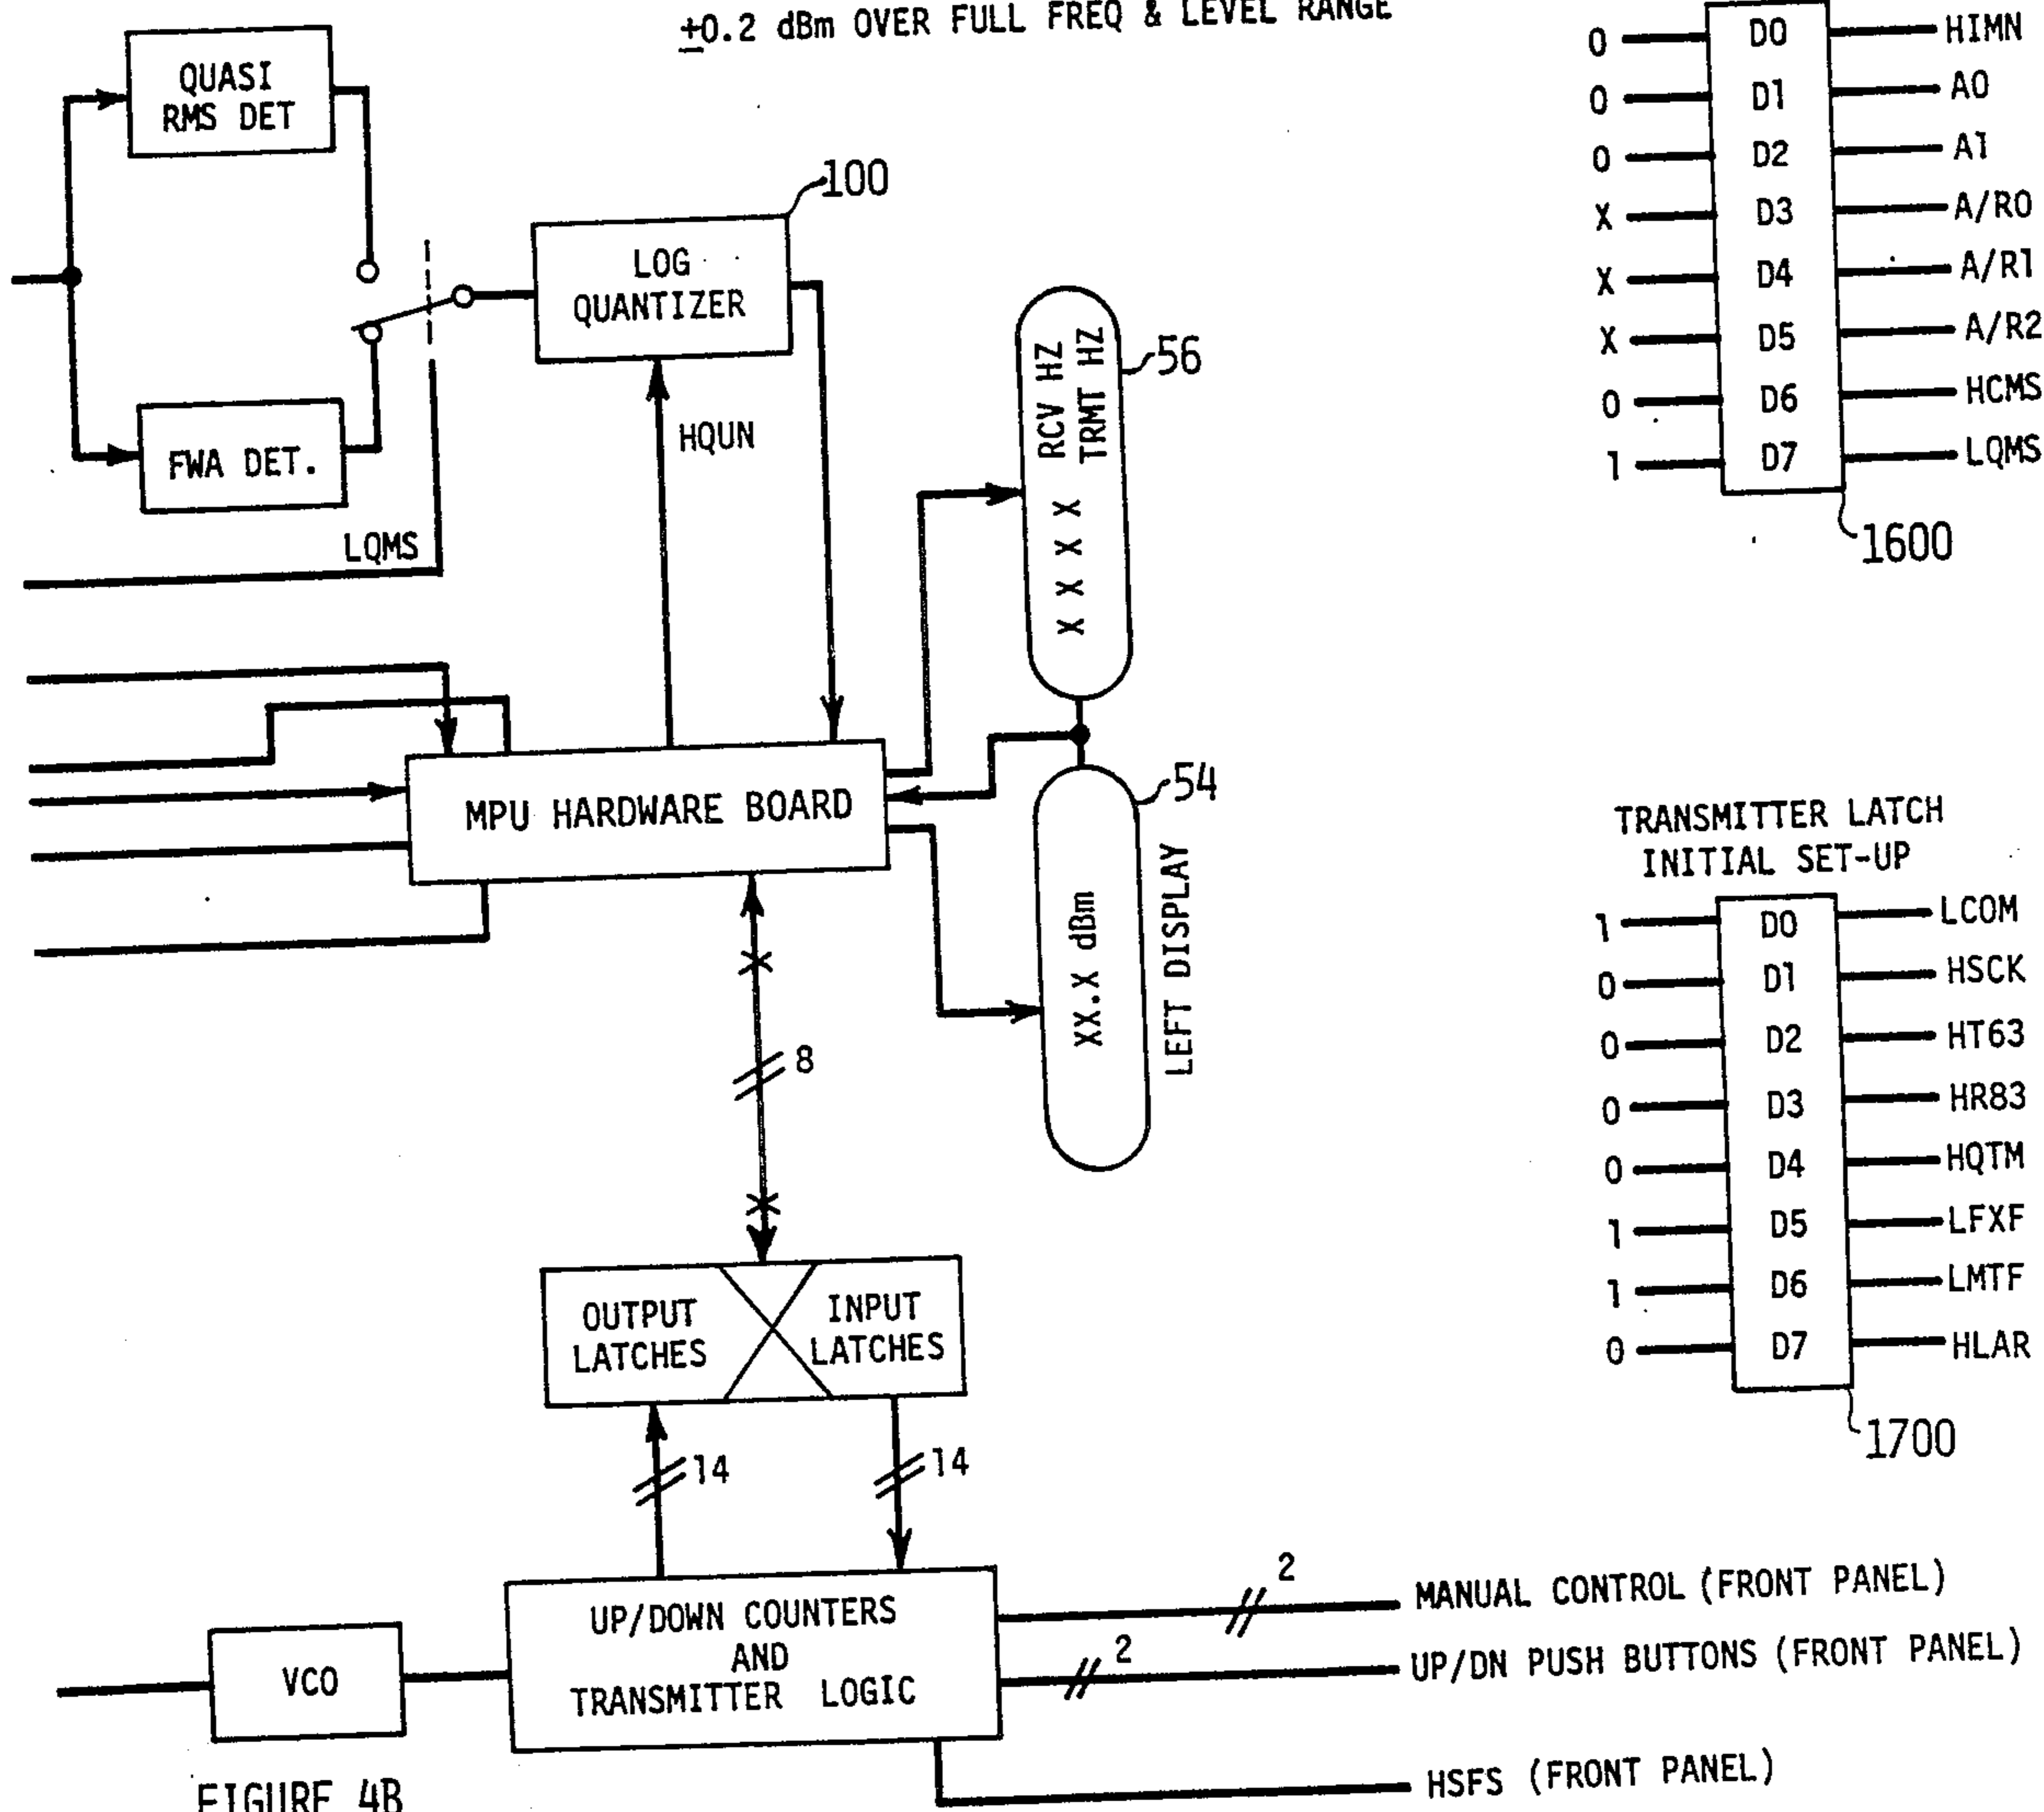 ±0.2 dBm OVER FULL FREQ & LEVEL RANGE
QUASI
RMS DET
100
LOG
QUANTIZER
FWA DET.
HQUN
LQMS
RCV HZ
TRMT HZ
X X X X
56
MPU HARDWARE BOARD
54
XX.X dBm
LEFT DISPLAY
8
OUTPUT
LATCHES
INPUT
LATCHES
14
14
VCO
UP/DOWN COUNTERS
AND
TRANSMITTER LOGIC
2
MANUAL CONTROL (FRONT PANEL)
2
UP/DN PUSH BUTTONS (FRONT PANEL)
HSFS (FRONT PANEL)
0 D0 HIMN
0 D1 A0
0 D2 A1
X D3 A/R0
X D4 A/R1
X D5 A/R2
0 D6 HCMS
1 D7 LQMS
1600
TRANSMITTER LATCH
INITIAL SET-UP
1 D0 LCOM
0 D1 HSCK
0 D2 HT63
0 D3 HR83
0 D4 HQTM
1 D5 LFXF
1 D6 LMTF
0 D7 HLAR
1700
FIGURE 4B